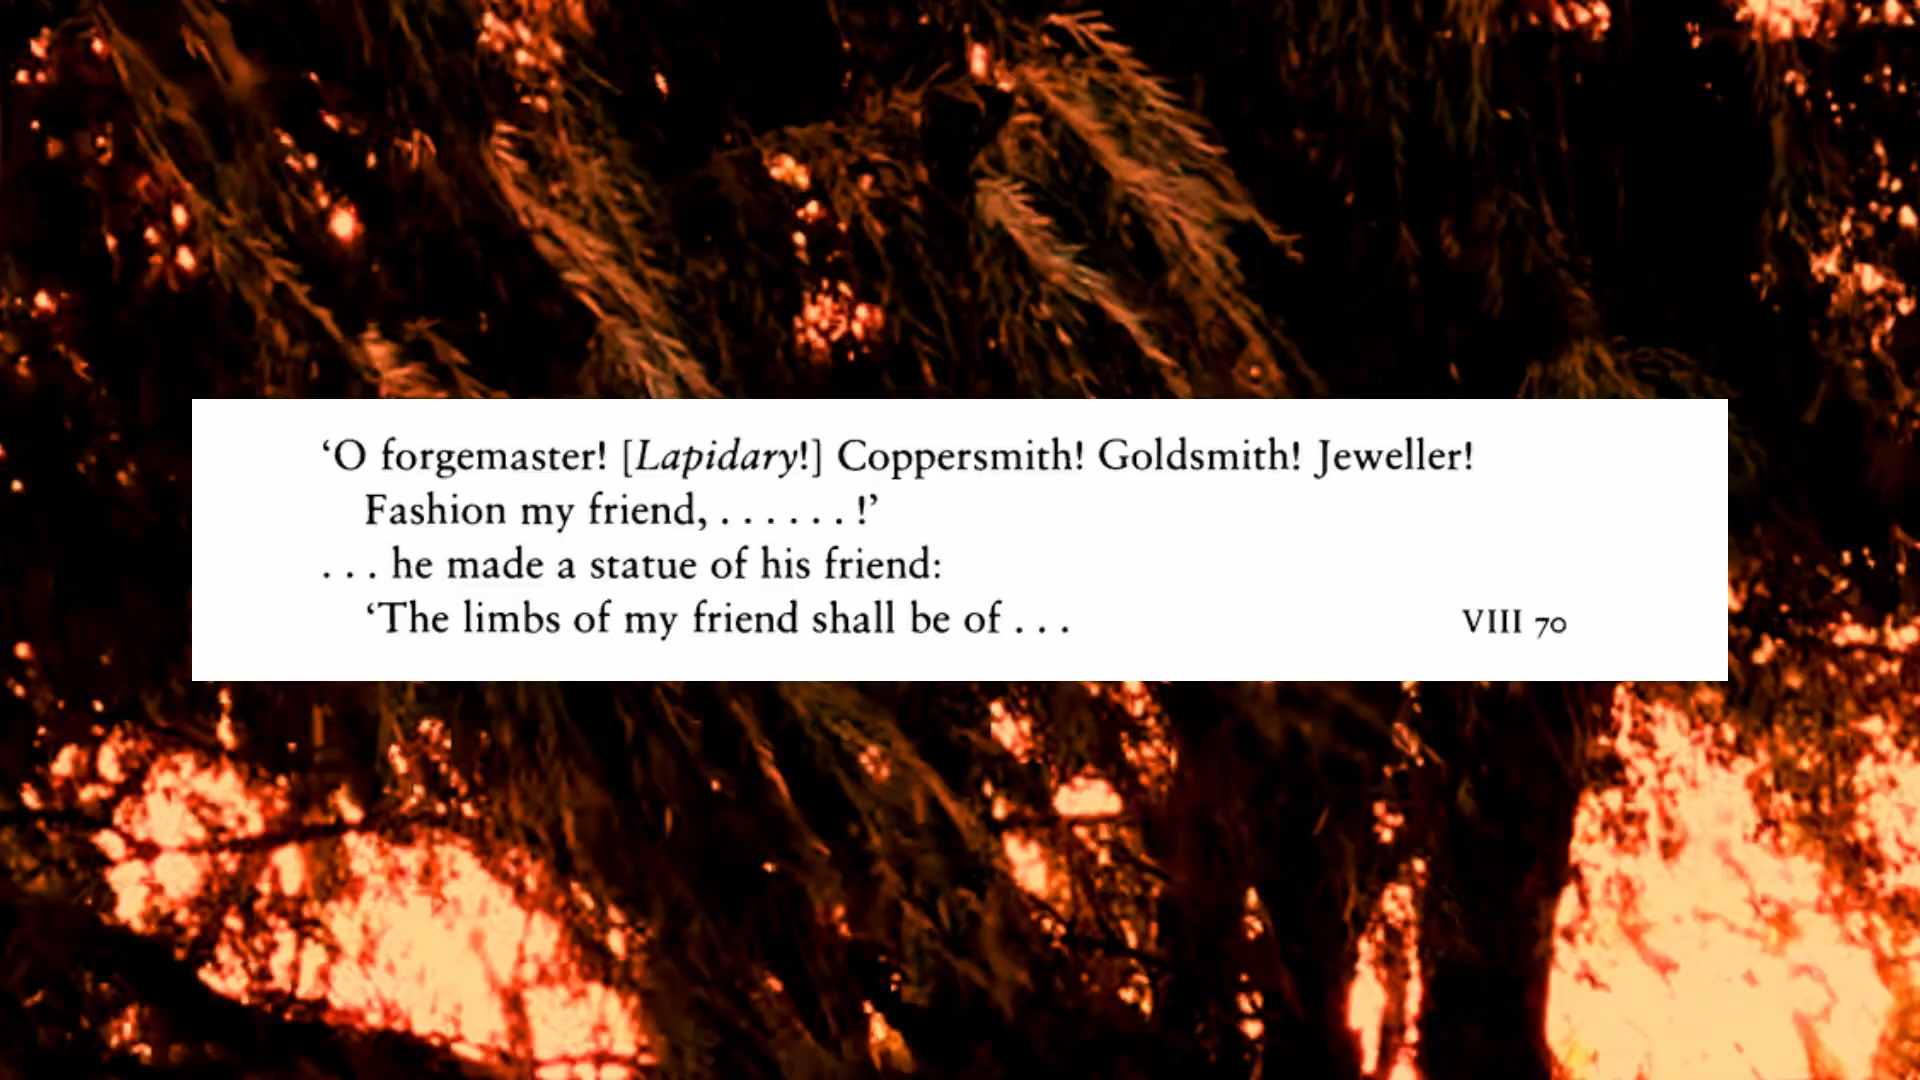 ‘O forgemaster! [Lapidary!] Coppersmith! Goldsmith! Jeweller!
Fashion my friend, . . . . . . !’
. . . he made a statue of his friend:
‘The limbs of my friend shall be of . . .
VIII 70